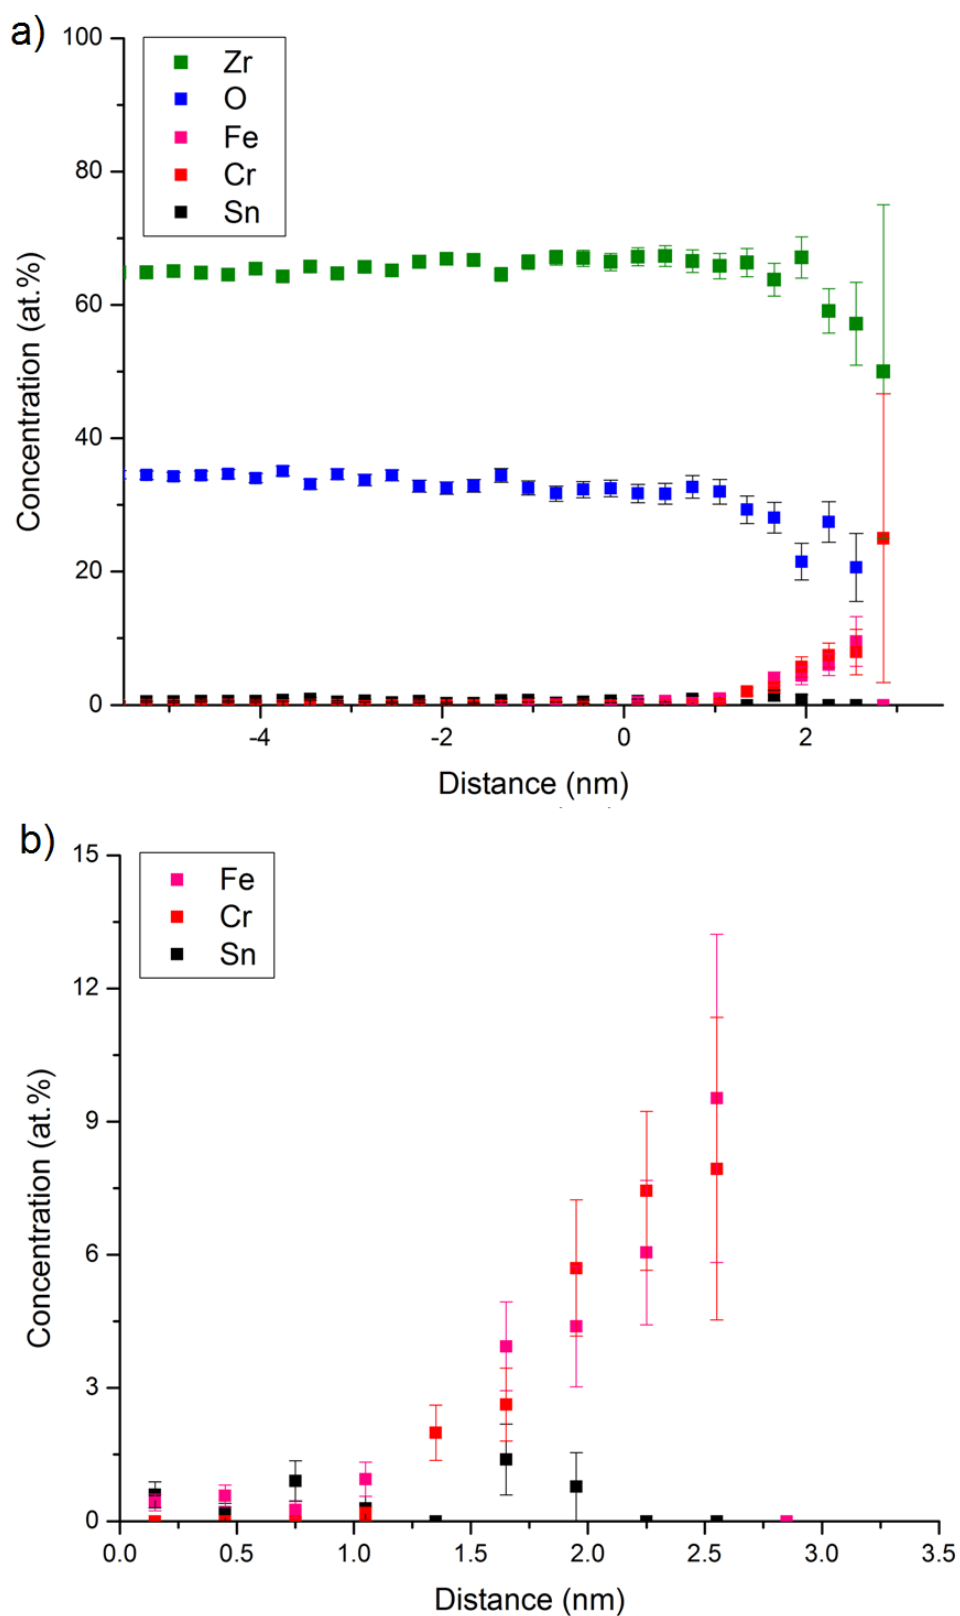 a)
100
80
60
40
20
0
Zr
O
Fe
Cr
Sn
Concentration (at.%)
-4
-2
0
2
Distance (nm)
b)
15
12
9
6
3
0
Fe
Cr
Sn
Concentration (at.%)
0.0
0.5
1.0
1.5
2.0
2.5
3.0
3.5
Distance (nm)